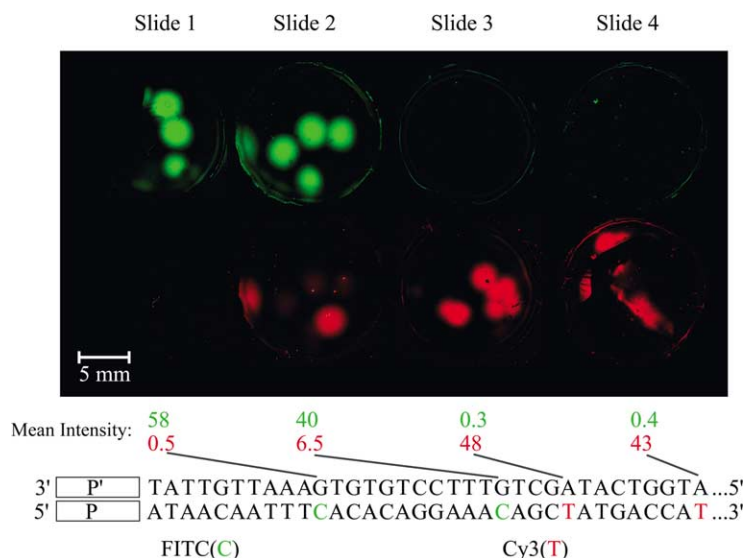 Slide 1 Slide 2 Slide 3 Slide 4
5 mm
58 40 0.3 0.4
Mean Intensity:
0.5 6.5 48 43
3' P' TATTGTTAAAGTGTGTCCTTTGTCGATACTGGTA...5'
5' P ATAACAATTTCACACAGGAAACAGCTATGACCAT...3'
FITC(C) Cy3(T)